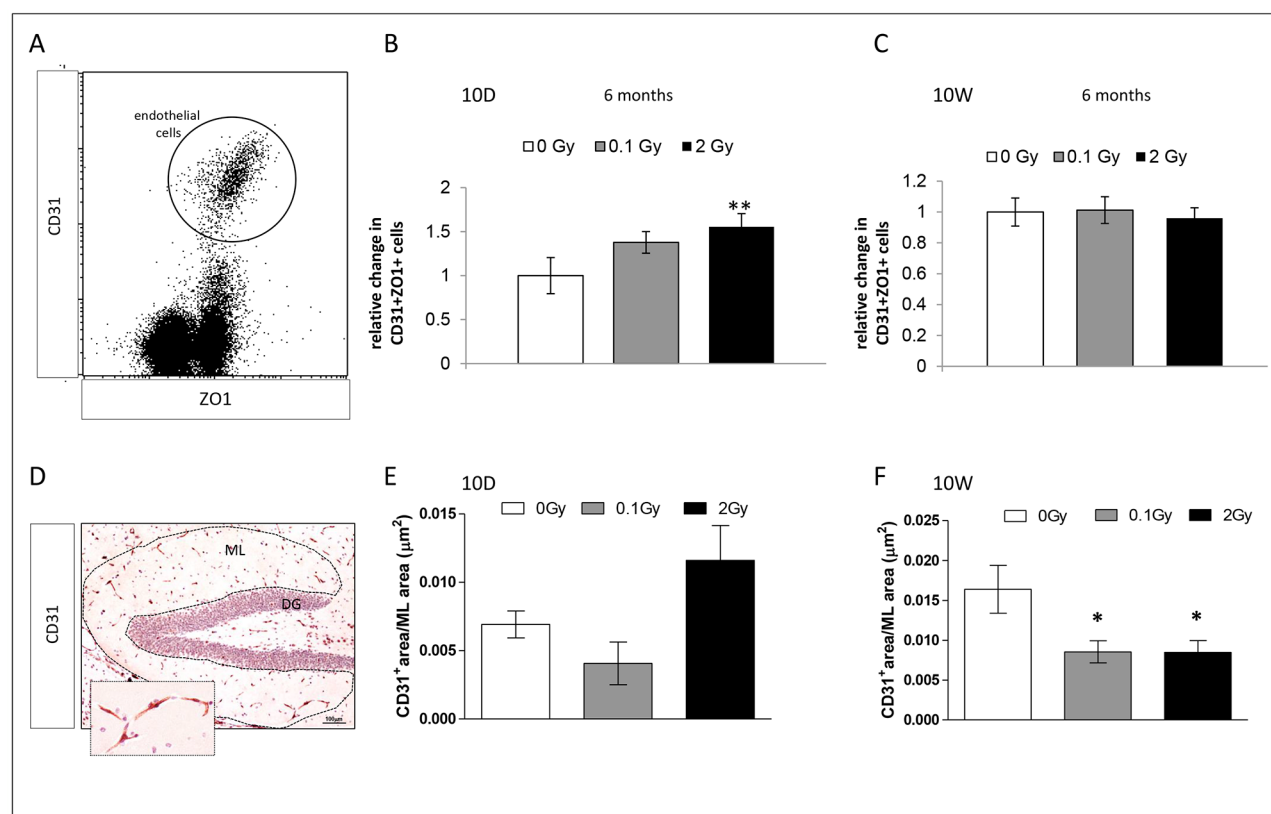 A
CD31
endothelial
cells
ZO1
B
10D 6 months
0 Gy 0.1 Gy 2 Gy
relative change in
CD31+ZO1+ cells
2
1.5
1
0.5
0
**
C
10W 6 months
0 Gy 0.1 Gy 2 Gy
relative change in
CD31+ZO1+ cells
1.2
1
0.8
0.6
0.4
0.2
0
D
CD31
ML
DG
100µm
E
10D
0Gy 0.1Gy 2Gy
CD31+ area/ML area (µm2)
0.015
0.010
0.005
0.000
F
10W
0Gy 0.1Gy 2Gy
CD31+ area/ML area (µm2)
0.025
0.020
0.015
0.010
0.005
0.000
* *